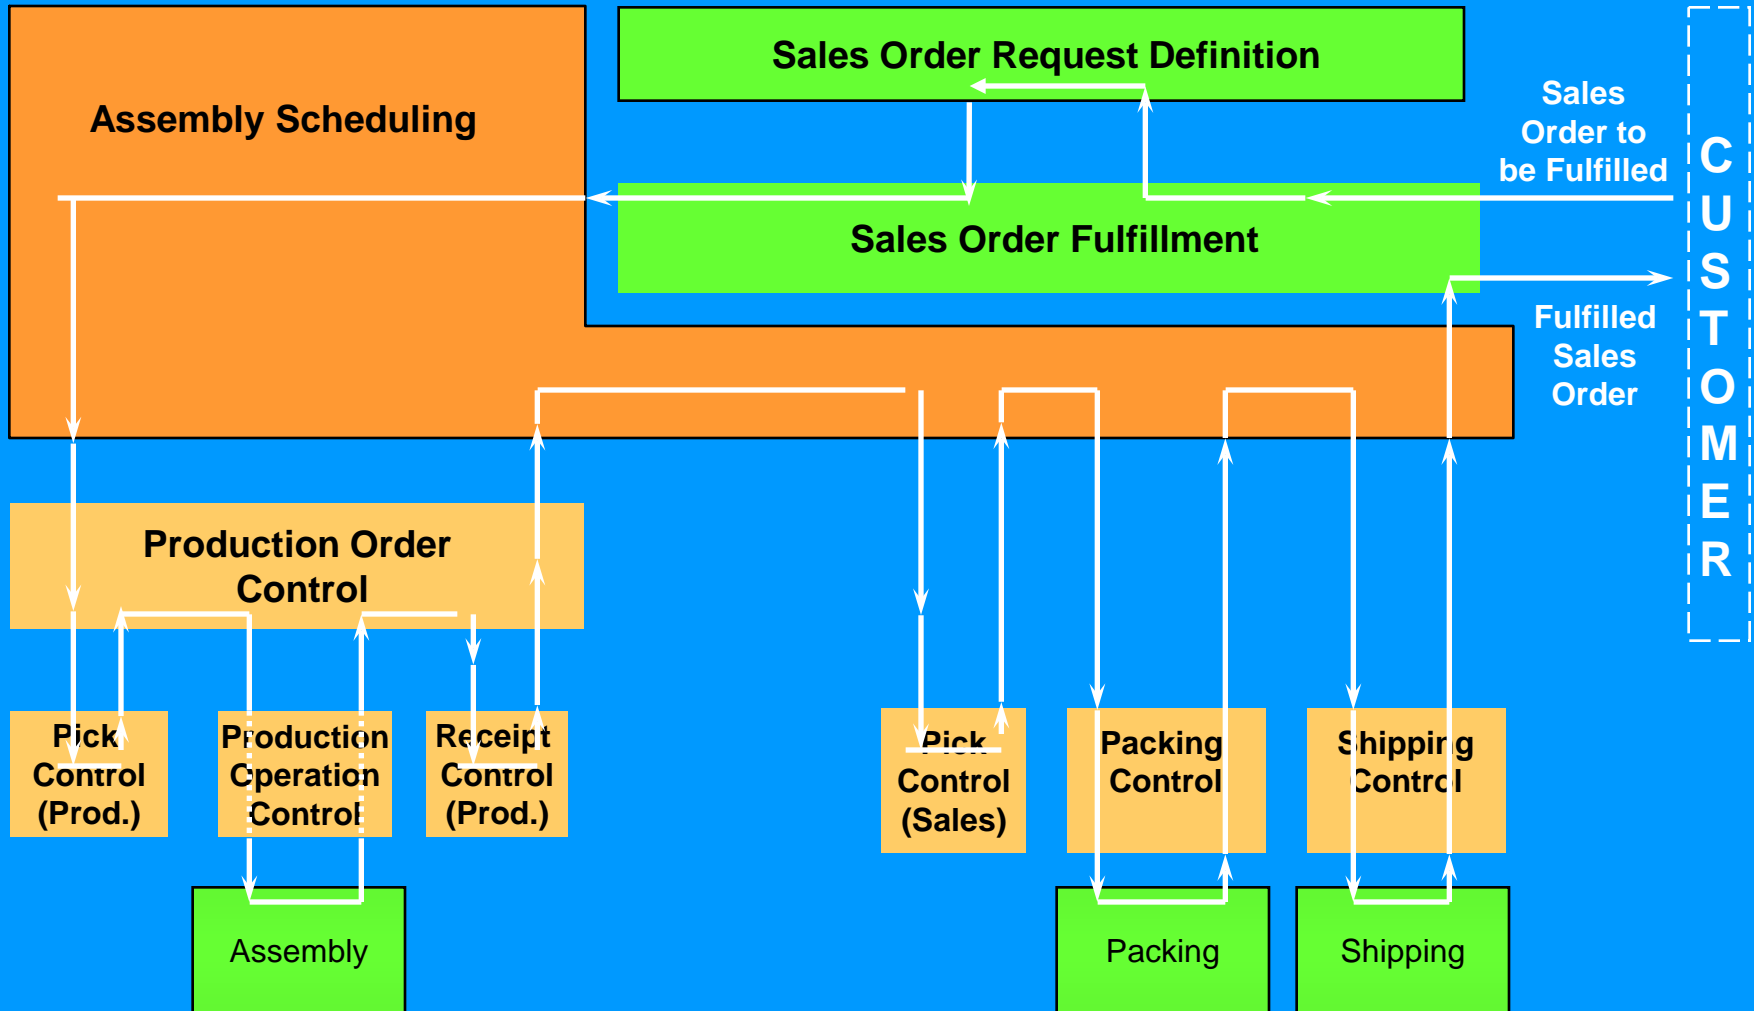 Sales Order Request Definition
Assembly Scheduling
Sales
Order to
be Fulfilled
CUSTOMER
Sales Order Fulfillment
Fulfilled
Sales
Order
Production Order
Control
Pick
Control
(Prod.)
Production
Operation
Control
Receipt
Control
(Prod.)
Pick
Control
(Sales)
Packing
Control
Shipping
Control
Assembly
Packing
Shipping